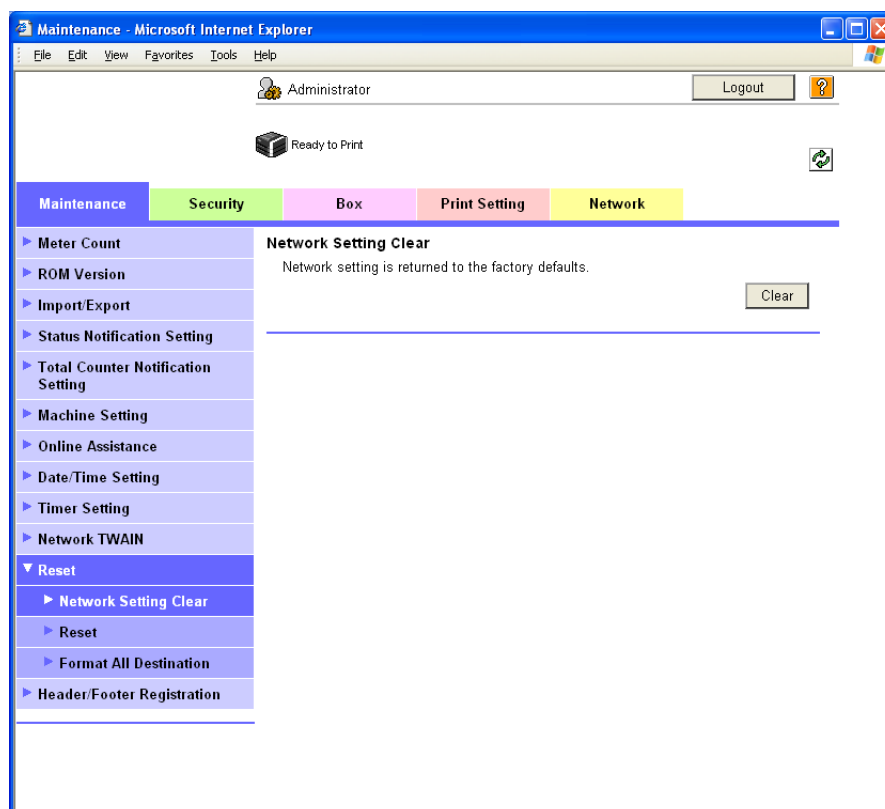 Maintenance - Microsoft Internet Explorer
File Edit View Favorites Tools Help
Administrator
Logout
?
Ready to Print
Maintenance Security Box Print Setting Network
Meter Count
ROM Version
Import/Export
Status Notification Setting
Total Counter Notification
Setting
Machine Setting
Online Assistance
Date/Time Setting
Timer Setting
Network TWAIN
Reset
Network Setting Clear
Reset
Format All Destination
Header/Footer Registration
Network Setting Clear
Network setting is returned to the factory defaults.
Clear